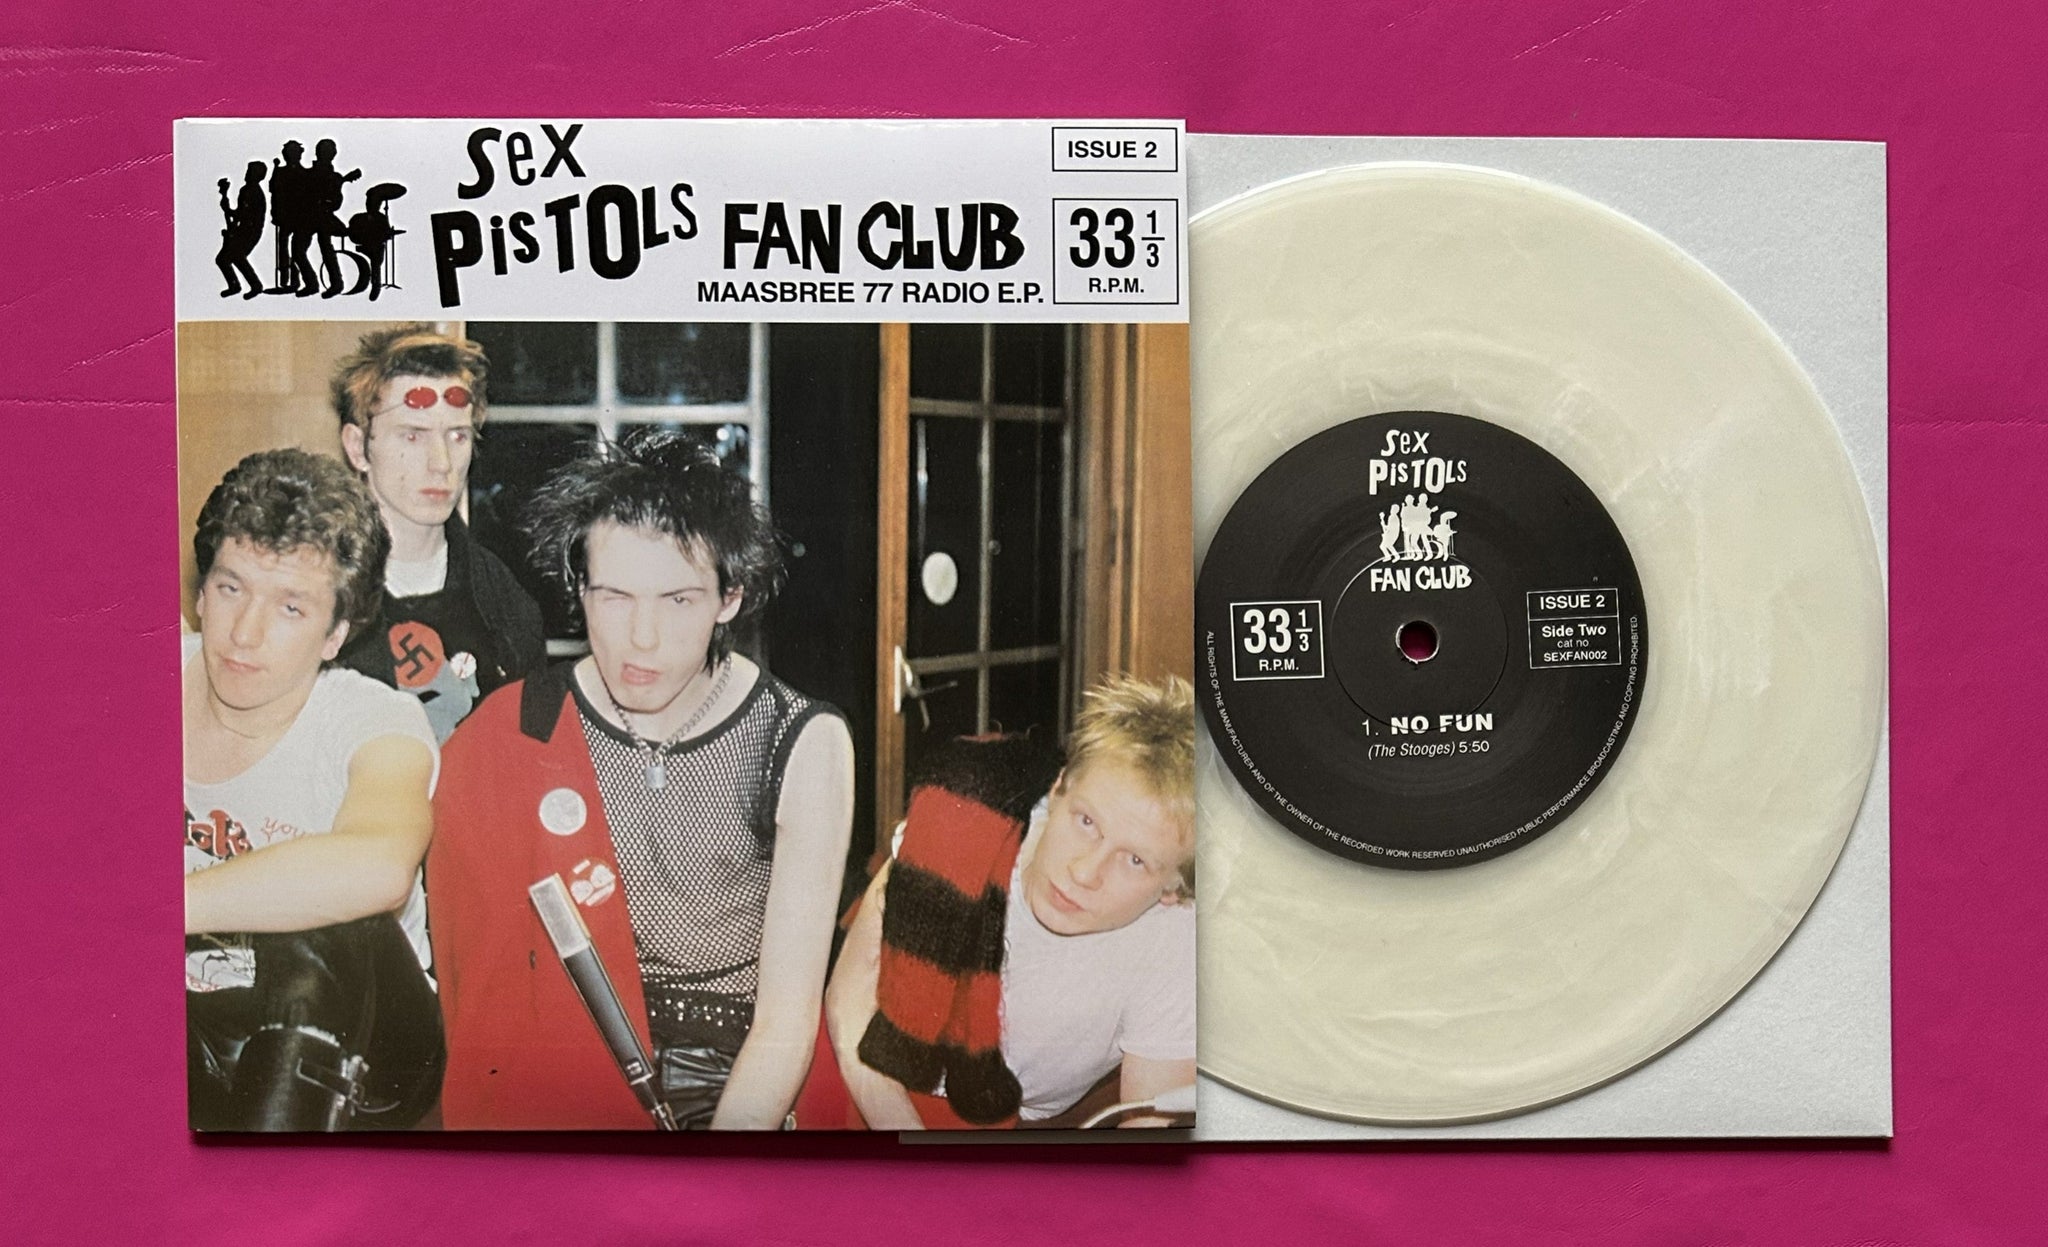 Sex
PISTOLS FAN CLUB
MAASBREE 77 RADIO E.P.
ISSUE 2
33 1/3
R.P.M.
you
Sex
PISTOLS
FAN CLUB
33 1/3
R.P.M.
ISSUE 2
Side Two
cat no
SEXFAN002
1. NO FUN
(The Stooges) 5:50
ALL RIGHTS OF THE MANUFACTURER AND OF THE OWNER OF THE RECORDED WORK RESERVED UNAUTHORISED PUBLIC PERFORMANCE BROADCASTING AND COPYING PROHIBITED.